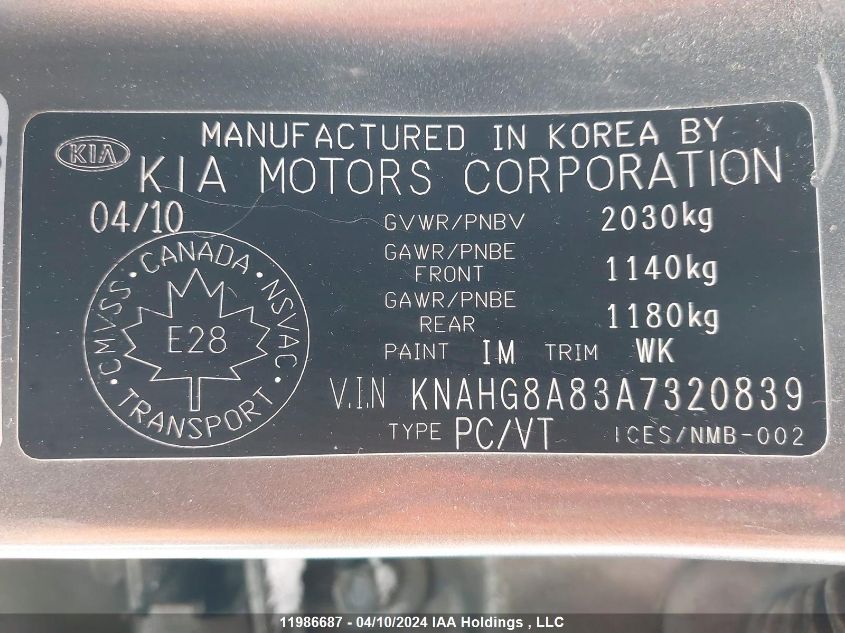 MANUFACTURED IN KOREA BY
KIA
KIA MOTORS CORPORATION
04/10
GVWR/PNBV 2030kg
GAWR/PNBE FRONT 1140kg
GAWR/PNBE REAR 1180kg
PAINT IM TRIM WK
CMVSS · CANADA · NSVAC · TRANSPORT ·
E28
V.I.N KNAHG8A83A7320839
TYPE PC/VT ICES/NMB-002
11986687 - 04/10/2024 IAA Holdings , LLC